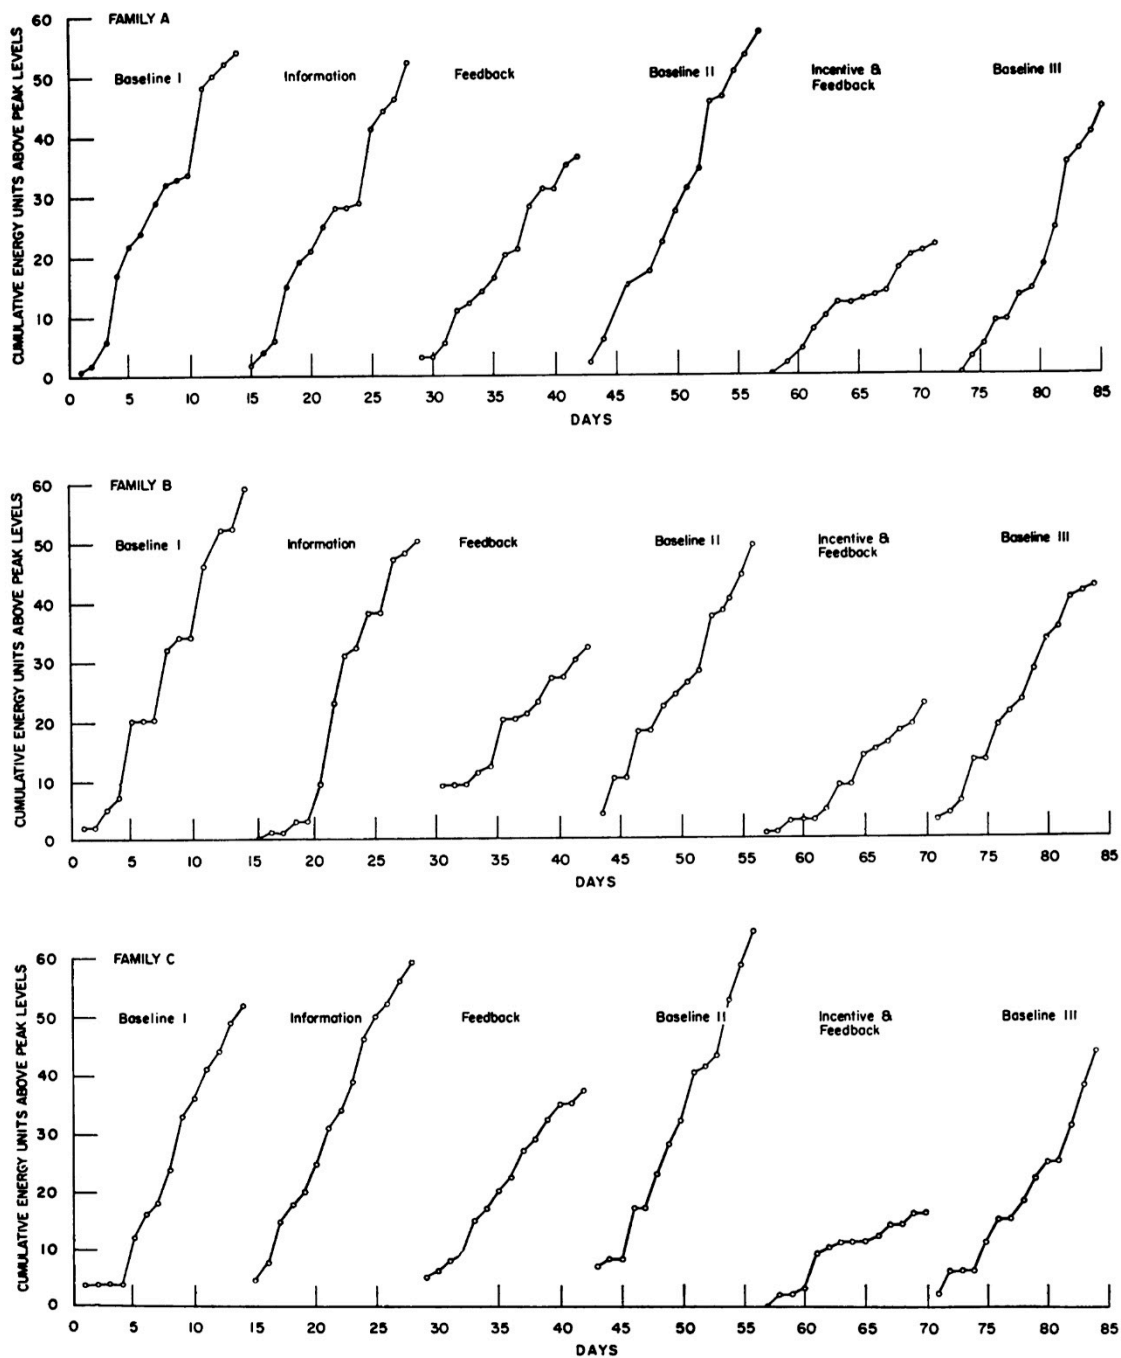 CUMULATIVE ENERGY UNITS ABOVE PEAK LEVELS
FAMILY A
60
50
40
30
20
10
0
Baseline I
Information
Feedback
Baseline II
Incentive &
Feedback
Baseline III
0 5 10 15 20 25 30 35 40 45 50 55 60 65 70 75 80 85
DAYS
CUMULATIVE ENERGY UNITS ABOVE PEAK LEVELS
FAMILY B
60
50
40
30
20
10
0
Baseline I
Information
Feedback
Baseline II
Incentive &
Feedback
Baseline III
0 5 10 15 20 25 30 35 40 45 50 55 60 65 70 75 80 85
DAYS
CUMULATIVE ENERGY UNITS ABOVE PEAK LEVELS
FAMILY C
60
50
40
30
20
10
0
Baseline I
Information
Feedback
Baseline II
Incentive &
Feedback
Baseline III
0 5 10 15 20 25 30 35 40 45 50 55 60 65 70 75 80 85
DAYS